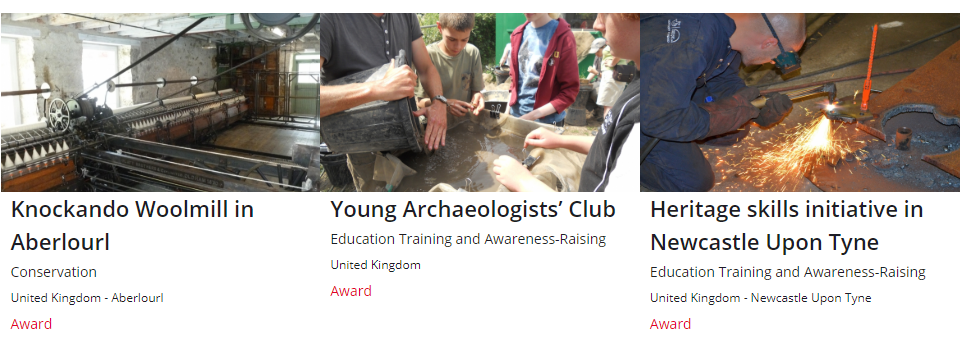 Knockando Woolmill in
Aberlourl
Conservation
United Kingdom - Aberlourl
Award
Young Archaeologists’ Club
Education Training and Awareness-Raising
United Kingdom
Award
Heritage skills initiative in
Newcastle Upon Tyne
Education Training and Awareness-Raising
United Kingdom - Newcastle Upon Tyne
Award